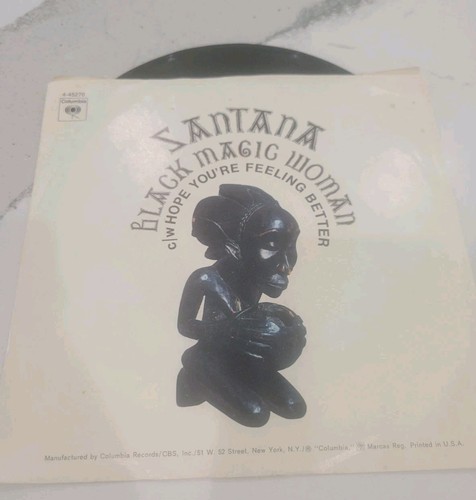 4-45270
Columbia
SANTANA
BLACK MAGIC WOMAN
c/w HOPE YOU'RE FEELING BETTER
Manufactured by Columbia Records/CBS, Inc./51 W. 52 Street, New York, N.Y./® "Columbia," Marcas Reg. Printed in U.S.A.